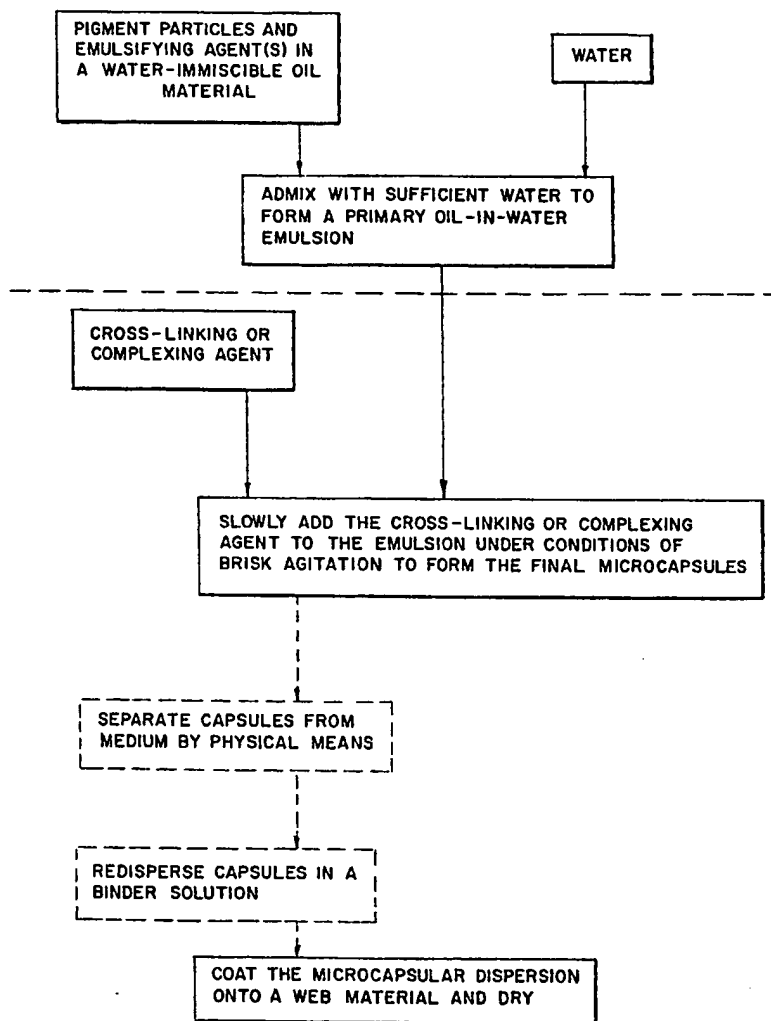 PIGMENT PARTICLES AND
EMULSIFYING AGENT(S) IN
A WATER-IMMISCIBLE OIL
MATERIAL
WATER
ADMIX WITH SUFFICIENT WATER TO
FORM A PRIMARY OIL-IN-WATER
EMULSION
CROSS-LINKING OR
COMPLEXING AGENT
SLOWLY ADD THE CROSS-LINKING OR COMPLEXING
AGENT TO THE EMULSION UNDER CONDITIONS OF
BRISK AGITATION TO FORM THE FINAL MICROCAPSULES
SEPARATE CAPSULES FROM
MEDIUM BY PHYSICAL MEANS
REDISPERSE CAPSULES IN A
BINDER SOLUTION
COAT THE MICROCAPSULAR DISPERSION
ONTO A WEB MATERIAL AND DRY